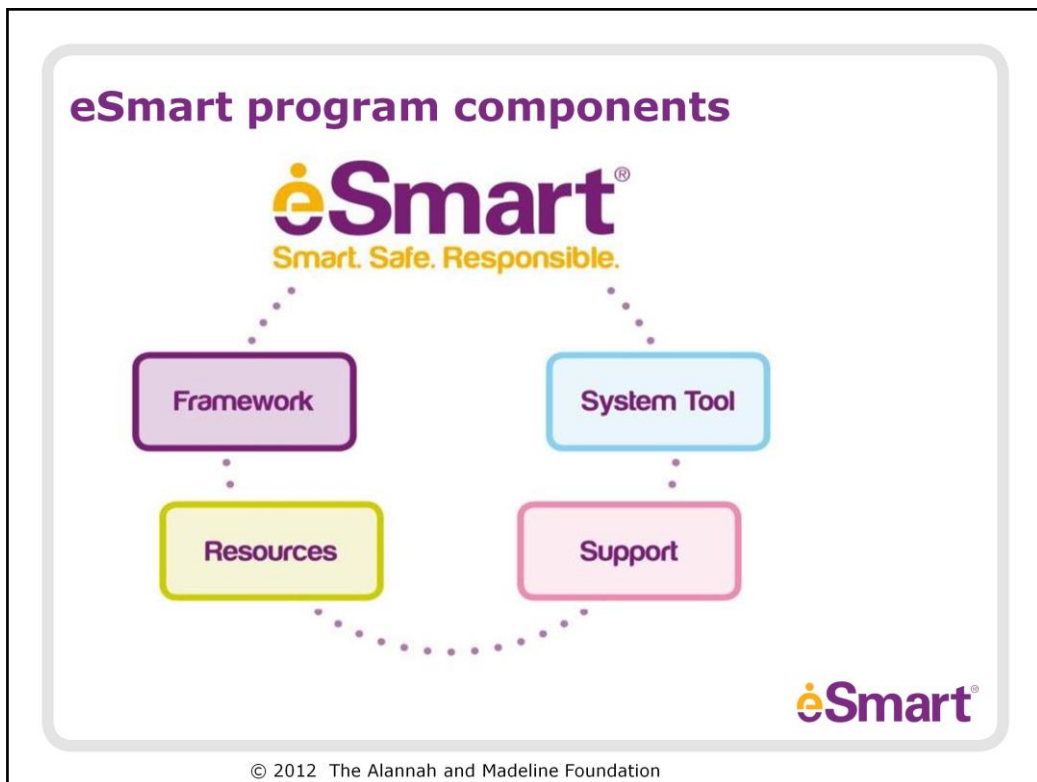 eSmart program components
eSmart®
Smart. Safe. Responsible.
Framework
System Tool
Resources
Support
eSmart®
© 2012 The Alannah and Madeline Foundation